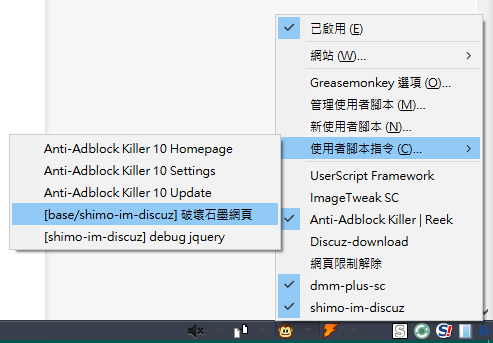 已啟用 (E)
網站 (W)...
Greasemonkey 選項 (O)...
管理使用者腳本 (M)...
新使用者腳本 (N)...
使用者腳本指令 (C)...
Anti-Adblock Killer 10 Homepage
Anti-Adblock Killer 10 Settings
Anti-Adblock Killer 10 Update
[base/shimo-im-discuz] 破壞石墨網頁
[shimo-im-discuz] debug jquery
UserScript Framework
ImageTweak SC
Anti-Adblock Killer | Reek
Discuz-download
網頁限制解除
dmm-plus-sc
shimo-im-discuz